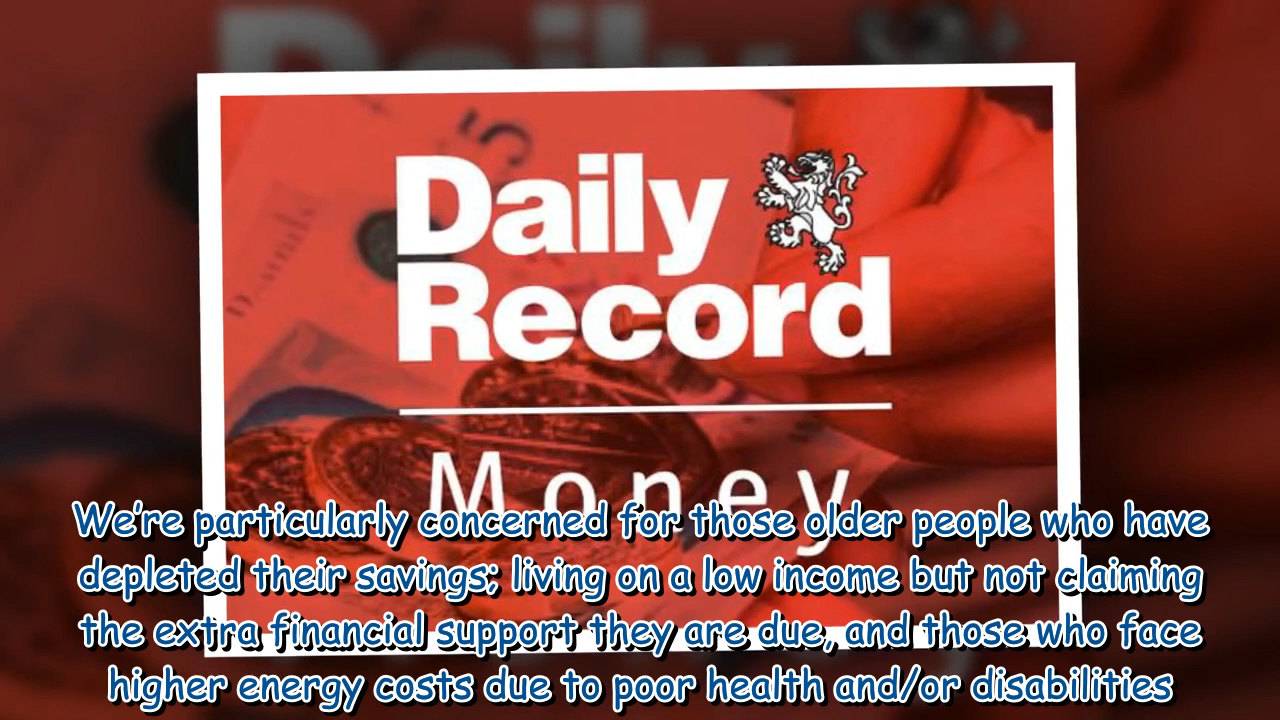 5
Daily
Record
Money
We're particularly concerned for those older people who have
depleted their savings; living on a low income but not claiming
the extra financial support they are due, and those who face
higher energy costs due to poor health and/or disabilities